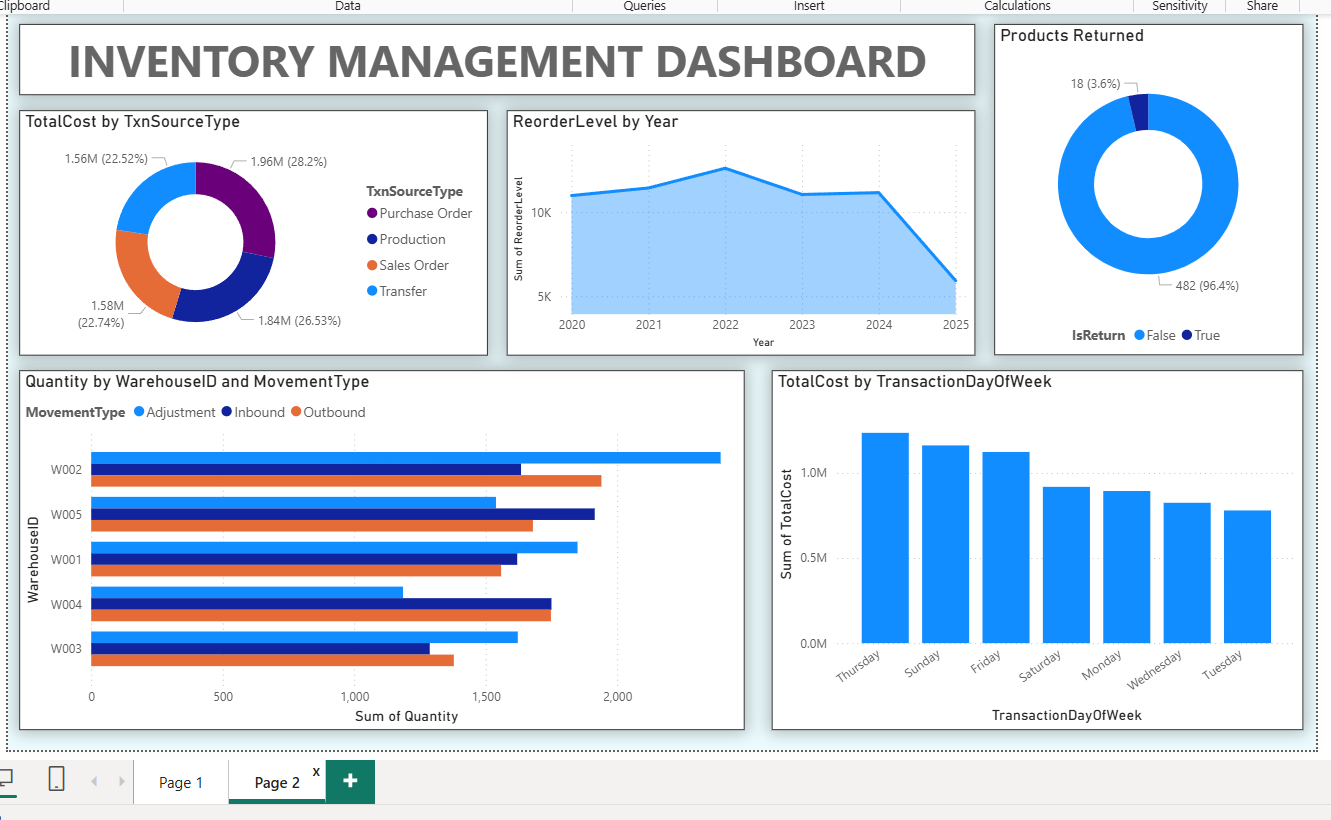 Clipboard
Data
Queries
Insert
Calculations
Sensitivity
Share
INVENTORY MANAGEMENT DASHBOARD
TotalCost by TxnSourceType
1.56M (22.52%)
1.96M (28.2%)
1.58M
(22.74%)
1.84M (26.53%)
TxnSourceType
Purchase Order
Production
Sales Order
Transfer
ReorderLevel by Year
Sum of ReorderLevel
10K
5K
2020 2021 2022 2023 2024 2025
Year
Products Returned
18 (3.6%)
482 (96.4%)
IsReturn False True
Quantity by WarehouseID and MovementType
MovementType Adjustment Inbound Outbound
WarehouseID
W002
W005
W001
W004
W003
0 500 1,000 1,500 2,000
Sum of Quantity
TotalCost by TransactionDayOfWeek
Sum of TotalCost
1.0M
0.5M
0.0M
Thursday Sunday Friday Saturday Monday Wednesday Tuesday
TransactionDayOfWeek
Page 1
Page 2
x
+